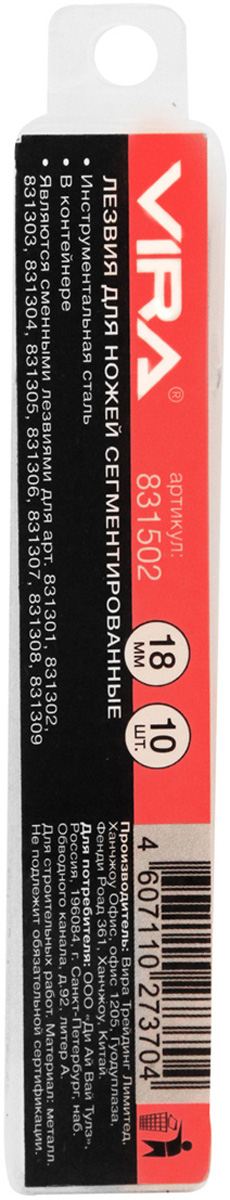 VIRA®
артикул:
831502
18
мм
10
шт.
ЛЕЗВИЯ ДЛЯ НОЖЕЙ СЕГМЕНТИРОВАННЫЕ
• Инструментальная сталь
• В контейнере
• Являются сменными лезвиями для арт. 831301, 831302,
831303, 831304, 831305, 831306, 831307, 831308, 831309
Производитель: Вира Трейдинг Лимитед.
Ханчжоу Офис, офис 1205, Гуодуплаза,
Фенди Роад 361, Ханчжоу, Китай.
Для потребителя: ООО «Ди Ай Вай Тулз»,
Россия, 196084, г. Санкт-Петербург, наб.
Обводного канала, д.92, литер А.
Для строительных работ. Материал: металл.
Не подлежит обязательной сертификации.
4 607110 273704